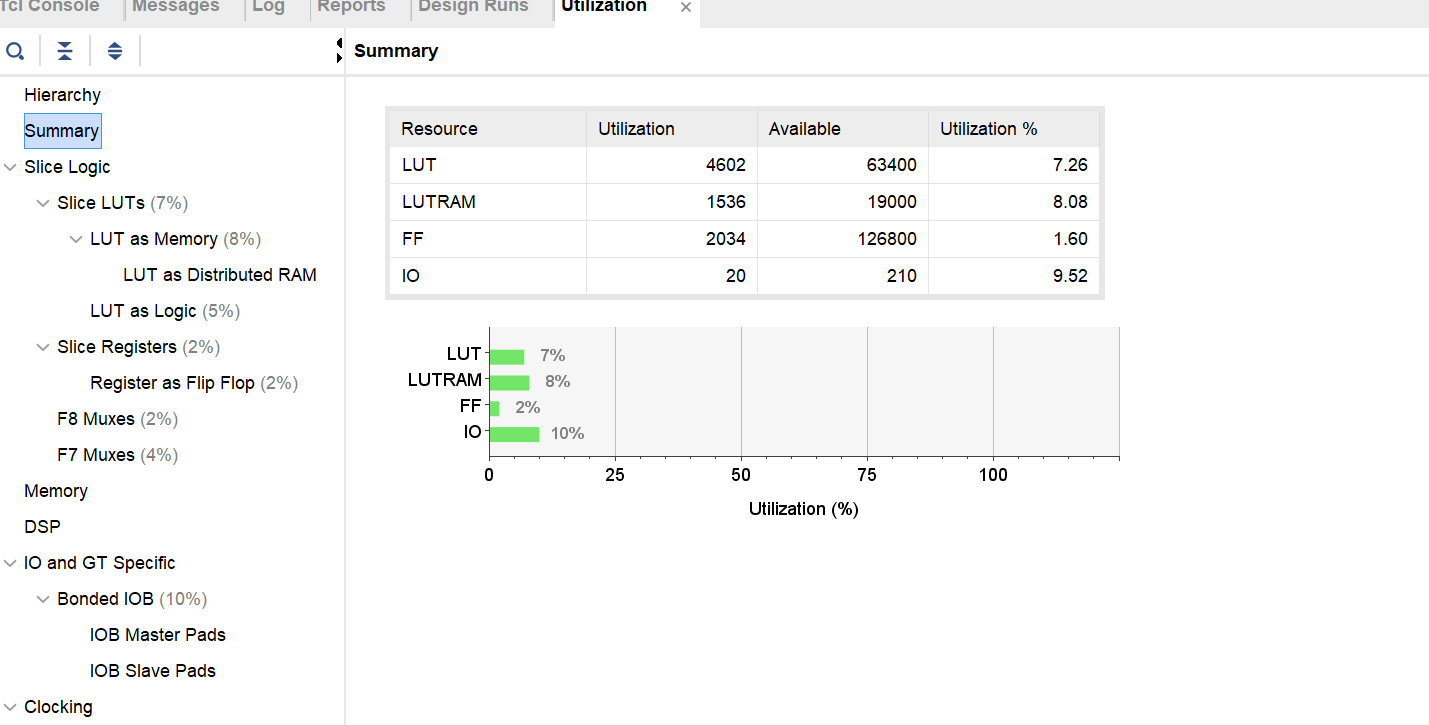 Tcl Console Messages Log Reports Design Runs Utilization ×
Summary
Hierarchy
Summary
Slice Logic
Slice LUTs (7%)
LUT as Memory (8%)
LUT as Distributed RAM
LUT as Logic (5%)
Slice Registers (2%)
Register as Flip Flop (2%)
F8 Muxes (2%)
F7 Muxes (4%)
Memory
DSP
IO and GT Specific
Bonded IOB (10%)
IOB Master Pads
IOB Slave Pads
Clocking
Resource Utilization Available Utilization %
LUT 4602 63400 7.26
LUTRAM 1536 19000 8.08
FF 2034 126800 1.60
IO 20 210 9.52
LUT 7%
LUTRAM 8%
FF 2%
IO 10%
0 25 50 75 100
Utilization (%)